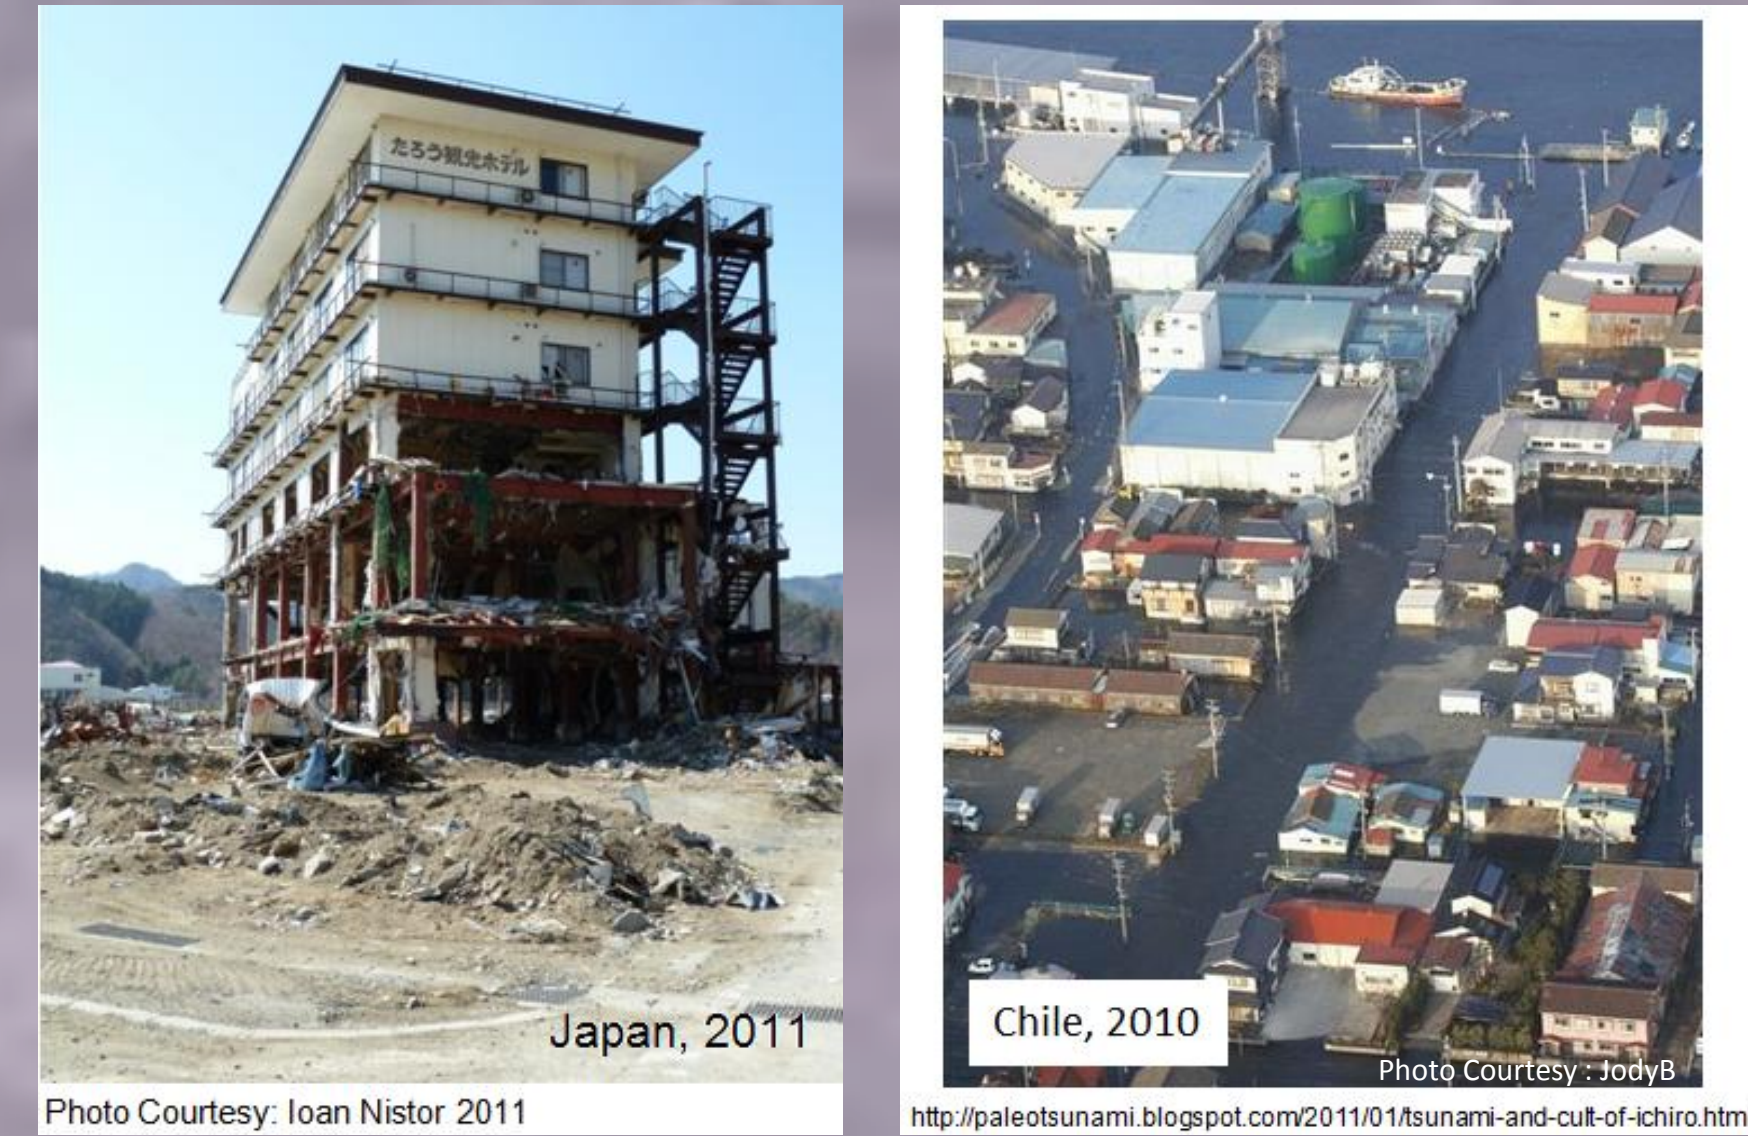 たろう観光ホテル
Japan, 2011
Photo Courtesy: Ioan Nistor 2011
Chile, 2010
Photo Courtesy : JodyB
http://paleotsunami.blogspot.com/2011/01/tsunami-and-cult-of-ichiro.htm